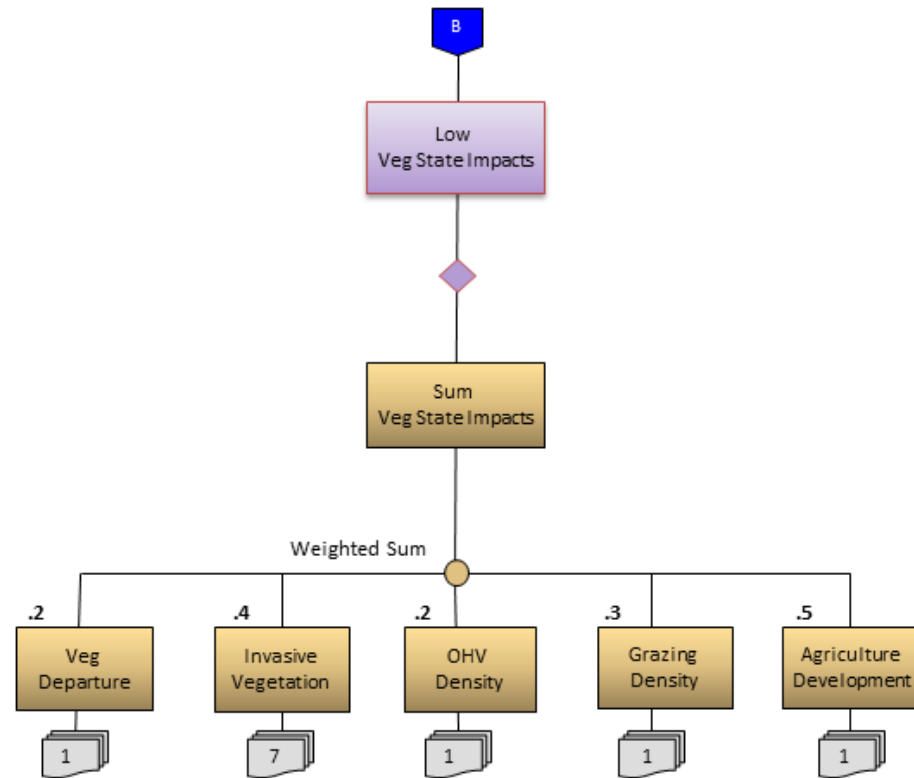 B
Low
Veg State Impacts
Sum
Veg State Impacts
Weighted Sum
.2
.4
.2
.3
.5
Veg
Departure
Invasive
Vegetation
OHV
Density
Grazing
Density
Agriculture
Development
1
7
1
1
1